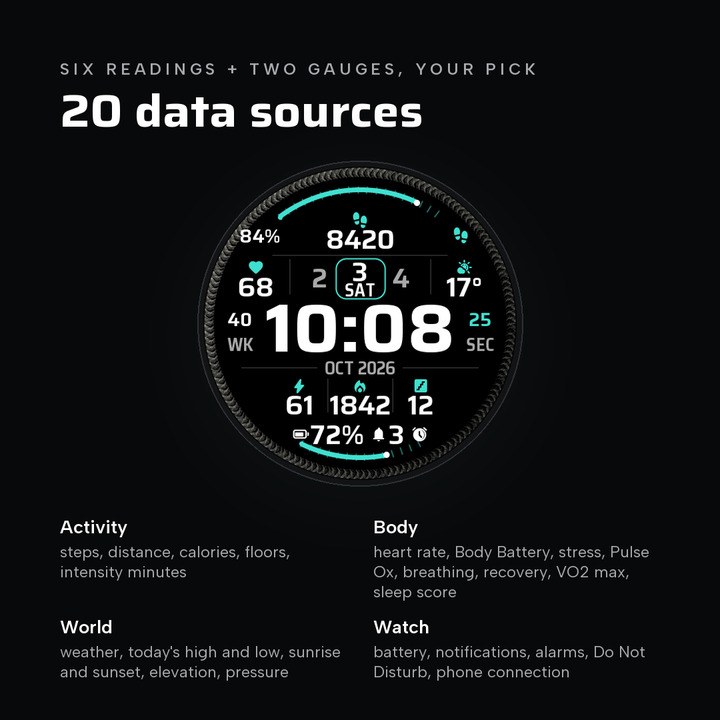 SIX READINGS + TWO GAUGES, YOUR PICK
20 data sources
84%
8420
68
2 3 4
SAT
17°
40
WK
10:08
25
SEC
OCT 2026
61 1842 12
72% 3
Activity
steps, distance, calories, floors,
intensity minutes
Body
heart rate, Body Battery, stress, Pulse
Ox, breathing, recovery, VO2 max,
sleep score
World
weather, today's high and low, sunrise
and sunset, elevation, pressure
Watch
battery, notifications, alarms, Do Not
Disturb, phone connection